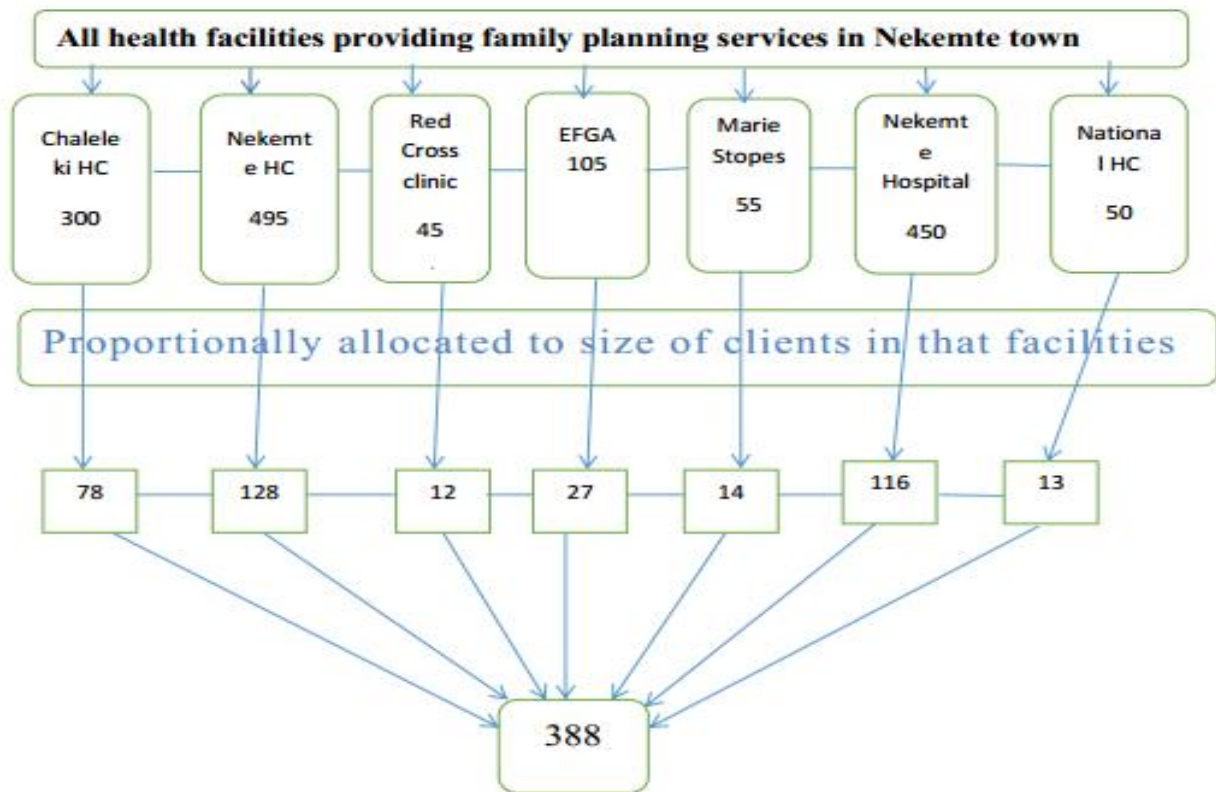 All health facilities providing family planning services in Nekemte town
Chalele
ki HC
300
Nekemt
e HC
495
Red
Cross
clinic
45
.
EFGA
105
Marie
Stopes
55
Nekemt
e
Hospital
450
Nationa
l HC
50
Proportionally allocated to size of clients in that facilities
78
128
12
27
14
116
13
388